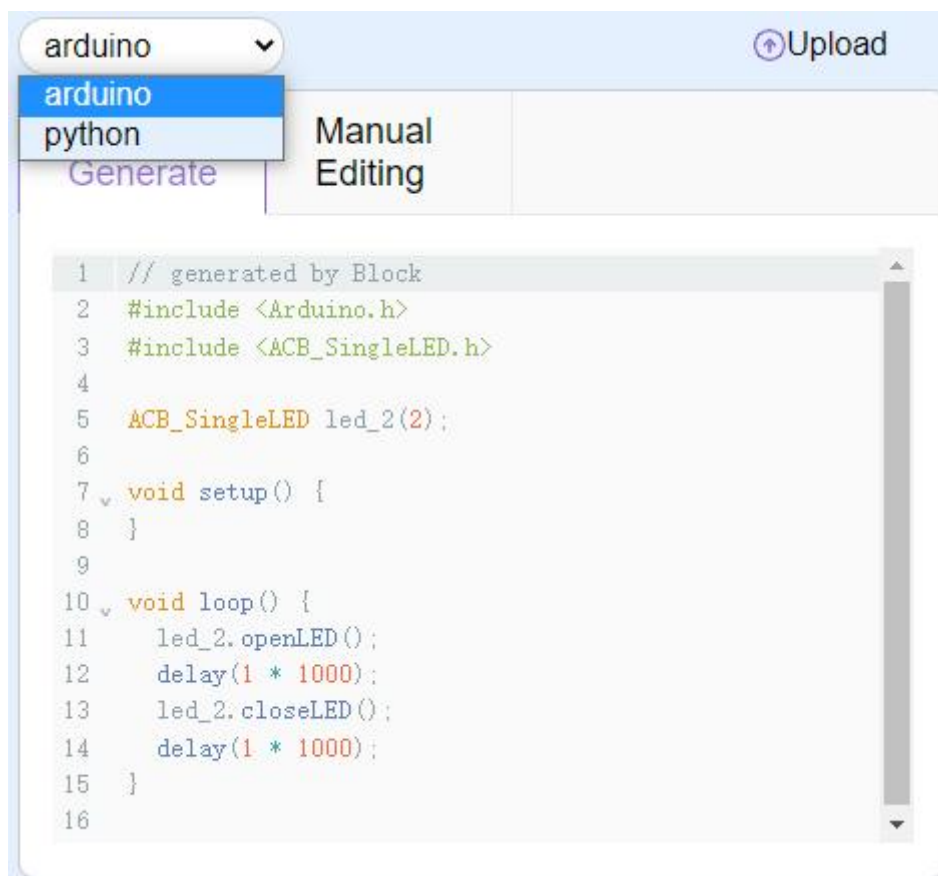 arduino
Upload
arduino
python
Generate
Manual
Editing
1 // generated by Block
2 #include <Arduino.h>
3 #include <ACB_SingleLED.h>
4
5 ACB_SingleLED led_2(2);
6
7 void setup() {
8 }
9
10 void loop() {
11   led_2.openLED();
12   delay(1 * 1000);
13   led_2.closeLED();
14   delay(1 * 1000);
15 }
16